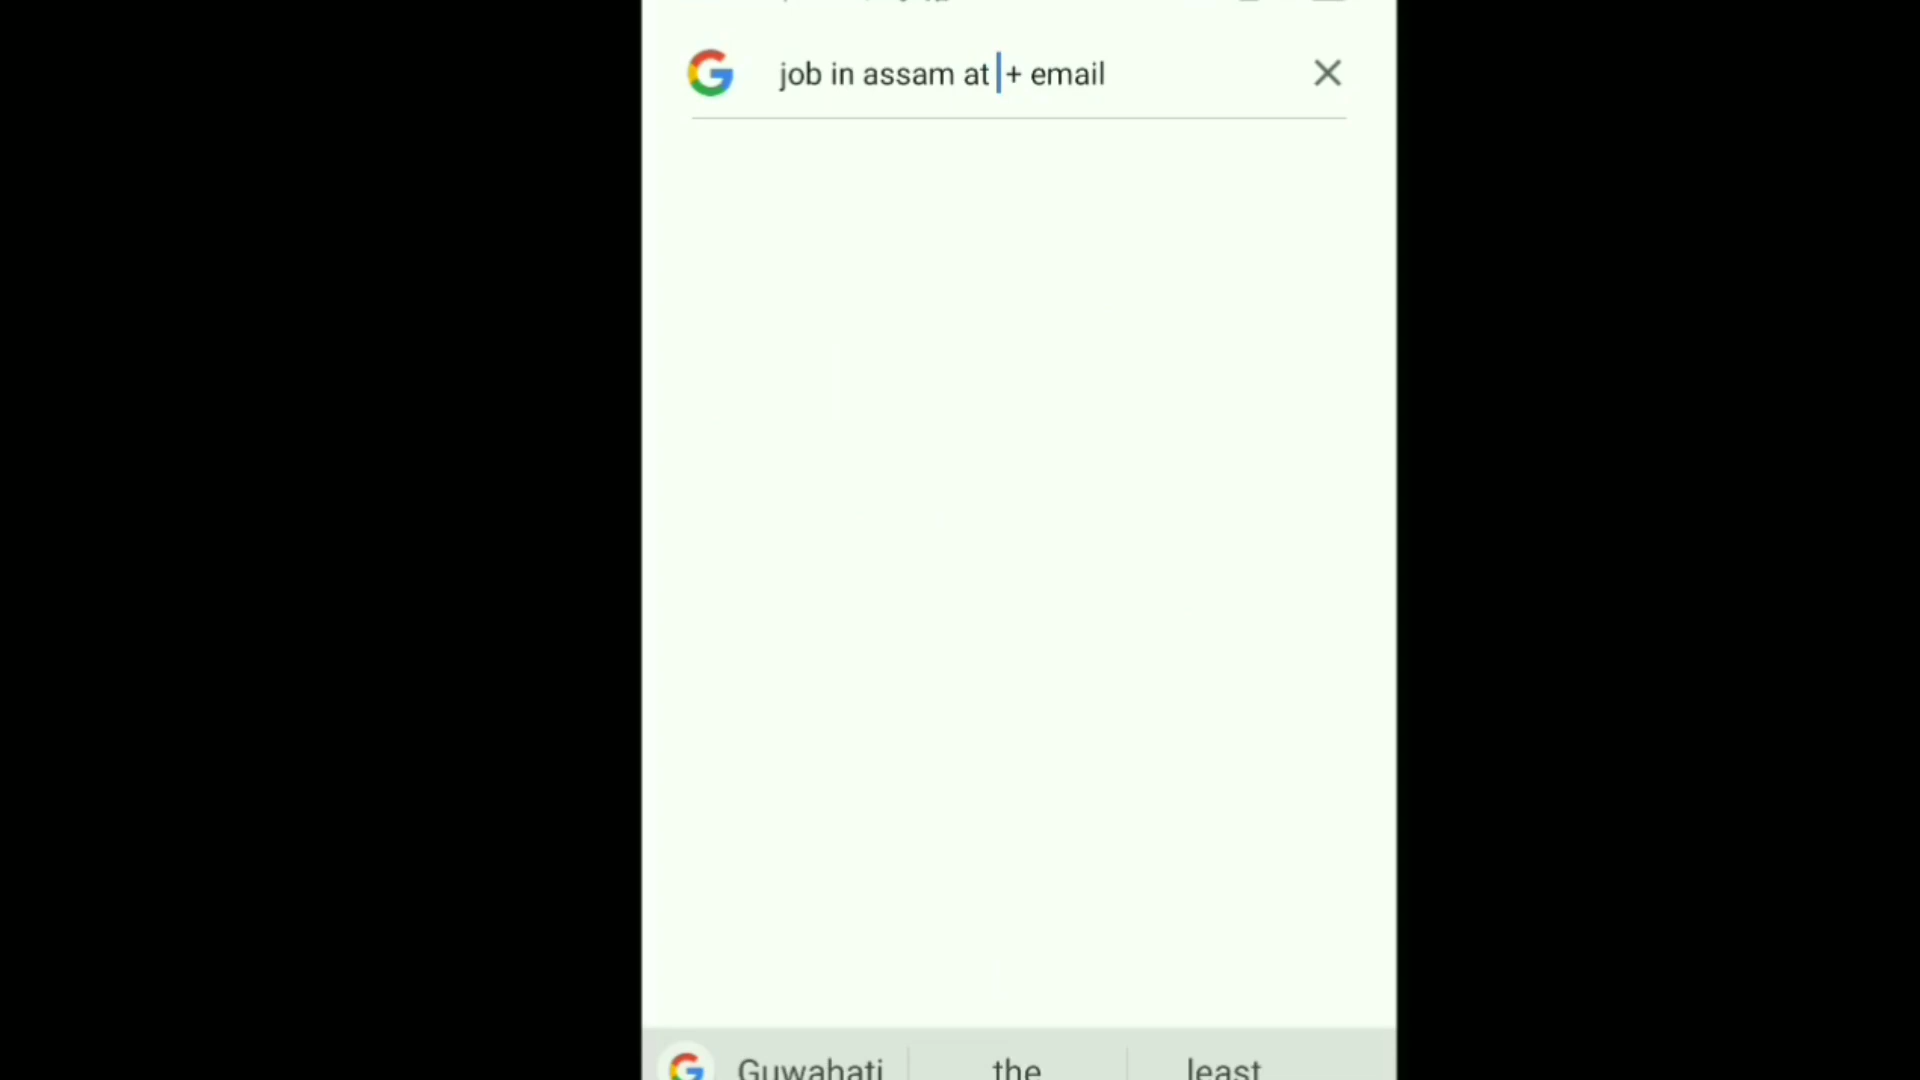 job in assam at + email
Guwahati the least